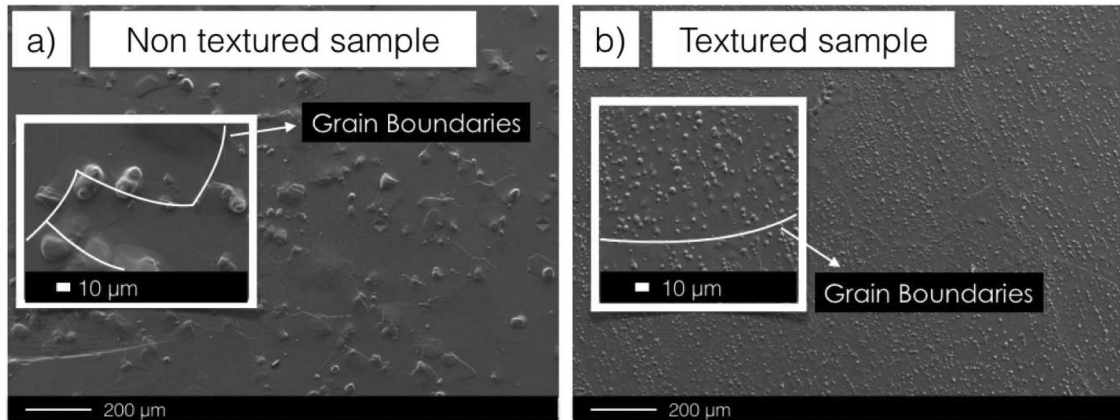 a)
Non textured sample
Grain Boundaries
10 µm
200 µm
b)
Textured sample
10 µm
Grain Boundaries
200 µm